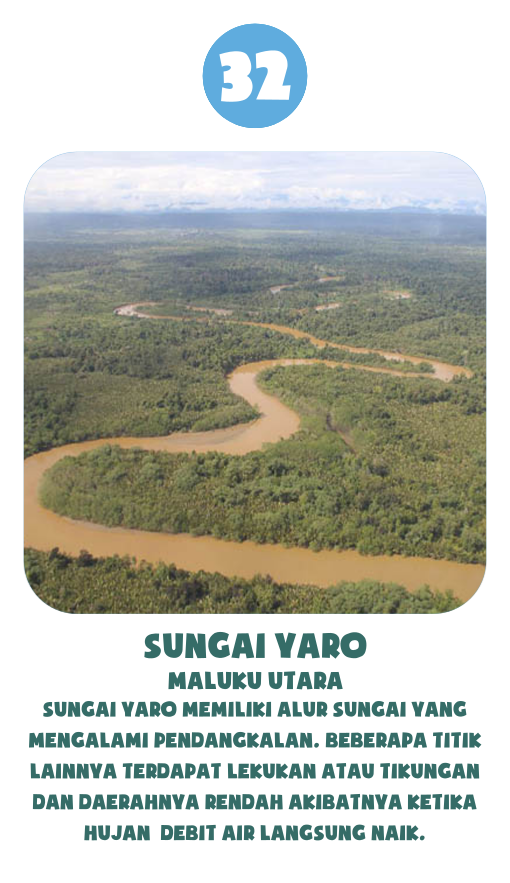 32
SUNGAI YARO
MALUKU UTARA
SUNGAI YARO MEMILIKI ALUR SUNGAI YANG
MENGALAMI PENDANGKALAN. BEBERAPA TITIK
LAINNYA TERDAPAT LEKUKAN ATAU TIKUNGAN
DAN DAERAHNYA RENDAH AKIBATNYA KETIKA
HUJAN DEBIT AIR LANGSUNG NAIK.